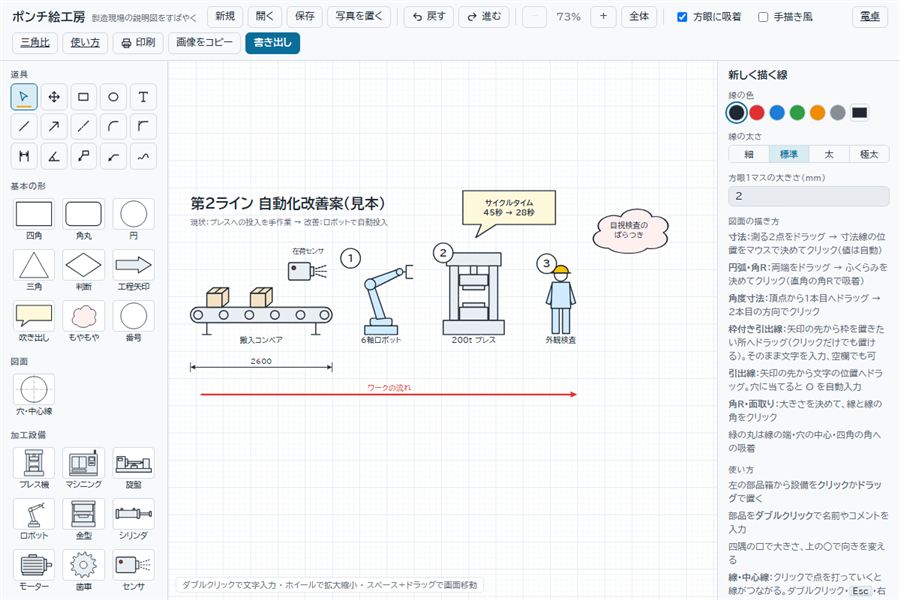 ポンチ絵工房 製造現場の説明図をすばやく 新規 開く 保存 写真を置く 戻す 進む − 73% + 全体 方眼に吸着 手描き風 電卓
三角比 使い方 印刷 画像をコピー 書き出し
道具
T
基本の形
四角 角丸 円
三角 判断 工程矢印
吹き出し もやもや 番号
図面
穴・中心線
加工設備
プレス機 マシニング 旋盤
ロボット 金型 シリンダ
モーター 歯車 センサ
第2ライン 自動化改善案(見本)
現状:プレスへの投入を手作業 → 改善:ロボットで自動投入
サイクルタイム
45秒 → 28秒
目視検査の
ばらつき
在荷センサ
1
2
3
搬入コンベア 6軸ロボット 200t プレス 外観検査
2600
ワークの流れ
ダブルクリックで文字入力・ホイールで拡大縮小・スペース+ドラッグで画面移動
新しく描く線
線の色
線の太さ
細 標準 太 極太
方眼1マスの大きさ(mm)
2
図面の描き方
寸法:測る2点をドラッグ → 寸法線の位
置をマウスで決めてクリック(値は自動)
円弧・角R:両端をドラッグ → ふくらみを
決めてクリック(直角の角Rで吸着)
角度寸法:頂点から1本目へドラッグ →
2本目の方向でクリック
枠付き引出線:矢印の先から枠を置きた
い所へドラッグ(クリックだけでも置け
る)。そのまま文字を入力、空欄でも可
引出線:矢印の先から文字の位置へドラ
ッグ。穴に当てると ∅ を自動入力
角R・面取り:大きさを決めて、線と線の
角をクリック
緑の丸は線の端・穴の中心・四角の角へ
の吸着
使い方
左の部品箱から設備をクリックかドラッ
グで置く
部品をダブルクリックで名前やコメントを
入力
四隅の□で大きさ、上の○で向きを変え
る
線・中心線:クリックで点を打っていくと
線がつながる。ダブルクリック・Esc・右